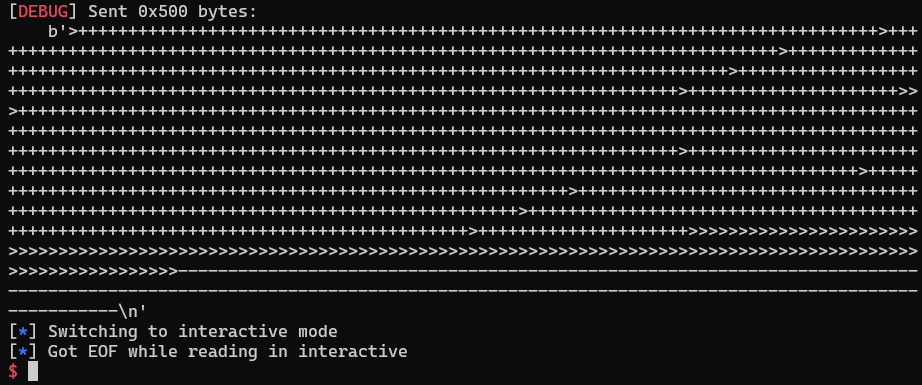 [DEBUG] Sent 0x500 bytes:
    b'>++++++++++++++++++++++++++++++++++++++++++++++++++++++++++++++++++++++++++++++++>+++
+++++++++++++++++++++++++++++++++++++++++++++++++++++++++++++++++++++++++++++>+++++++++++++
++++++++++++++++++++++++++++++++++++++++++++++++++++++++++++++++++++++++>++++++++++++++++++
+++++++++++++++++++++++++++++++++++++++++++++++++++++++++++++++++++>+++++++++++++++++++++>>
>++++++++++++++++++++++++++++++++++++++++++++++++++++++++++++++++++++++++++++++++++++++++++
+++++++++++++++++++++++++++++++++++++++++++++++++++++++++++++++++++++++++++++++++++++++++++
+++++++++++++++++++++++++++++++++++++++++++++++++++++++++++++++++++>+++++++++++++++++++++++
+++++++++++++++++++++++++++++++++++++++++++++++++++++++++++++++++++++++++++++++++++++>+++++
++++++++++++++++++++++++++++++++++++++++++++++++++++++++>++++++++++++++++++++++++++++++++++
+++++++++++++++++++++++++++++++++++++++++++++++++++>+++++++++++++++++++++++++++++++++++++++
++++++++++++++++++++++++++++++++++++++++++++++>+++++++++++++++++++++>>>>>>>>>>>>>>>>>>>>>>>
>>>>>>>>>>>>>>>>>>>>>>>>>>>>>>>>>>>>>>>>>>>>>>>>>>>>>>>>>>>>>>>>>>>>>>>>>>>>>>>>>>>>>>>>>>>
>>>>>>>>>>>>>>>>>--------------------------------------------------------------------------
-------------------------------------------------------------------------------------------
-----------\n'
[*] Switching to interactive mode
[*] Got EOF while reading in interactive
$